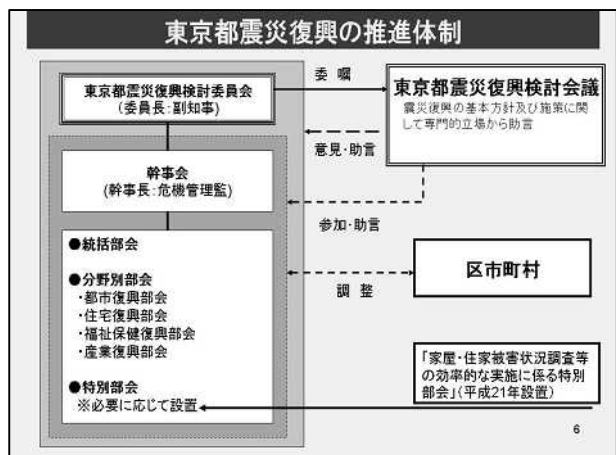 東京都震災復興の推進体制
東京都震災復興検討委員会
(委員長:副知事)
委 嘱
東京都震災復興検討会議
震災復興の基本方針及び施策に関
して専門的立場から助言
意見・助言
幹事会
(幹事長:危機管理監)
参加・助言
●統括部会
●分野別部会
・都市復興部会
・住宅復興部会
・福祉保健復興部会
・産業復興部会
●特別部会
※必要に応じて設置
調 整
区市町村
「家屋・住家被害状況調査等
の効率的な実施に係る特別
部会」(平成21年設置)
6